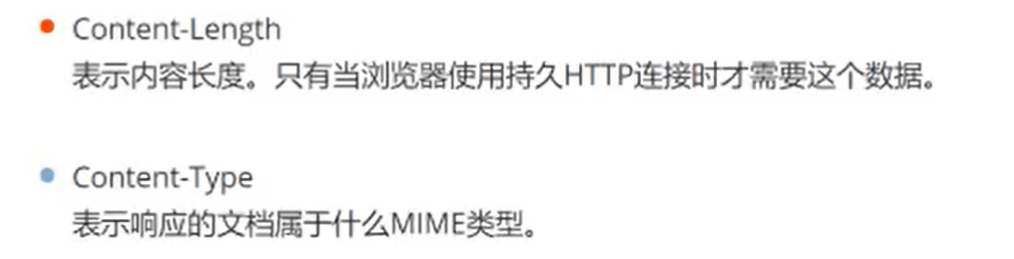 Content-Length
表示内容长度。只有当浏览器使用持久HTTP连接时才需要这个数据。
Content-Type
表示响应的文档属于什么MIME类型。